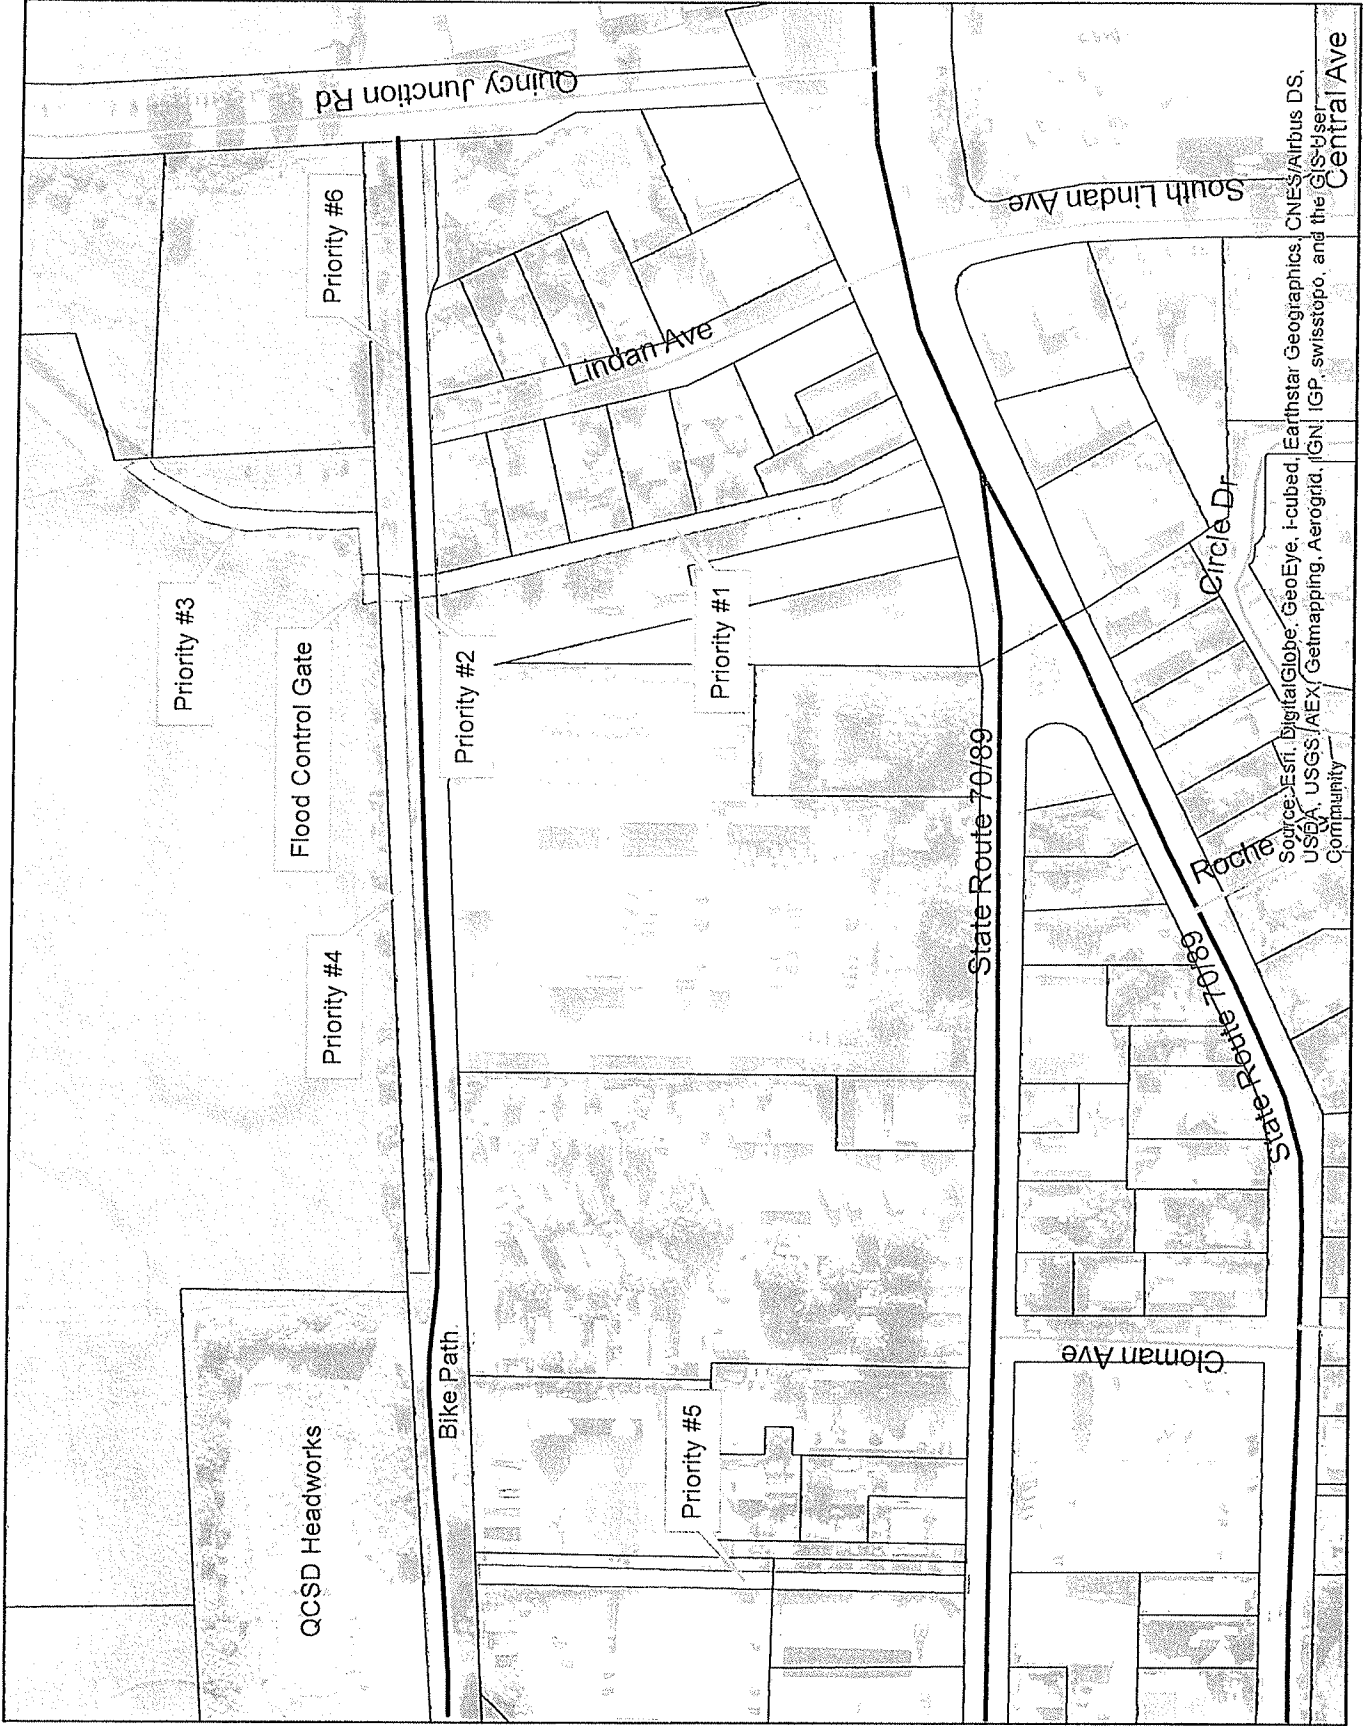 QCSD Headworks
Priority #4
Flood Control Gate
Priority #3
Priority #6
Quincy Junction Rd
Bike Path
Priority #2
Priority #5
Priority #1
Lindan Ave
State Route 70/89
Cloman Ave
State Route 70/89
Roche
Circle Dr
South Lindan Ave
Central Ave
Source: Esri, DigitalGlobe, GeoEye, i-cubed, Earthstar Geographics, CNES/Airbus DS,
USDA, USGS, AEX, Getmapping, Aerogrid, IGN, IGP, swisstopo, and the GIS User
Community